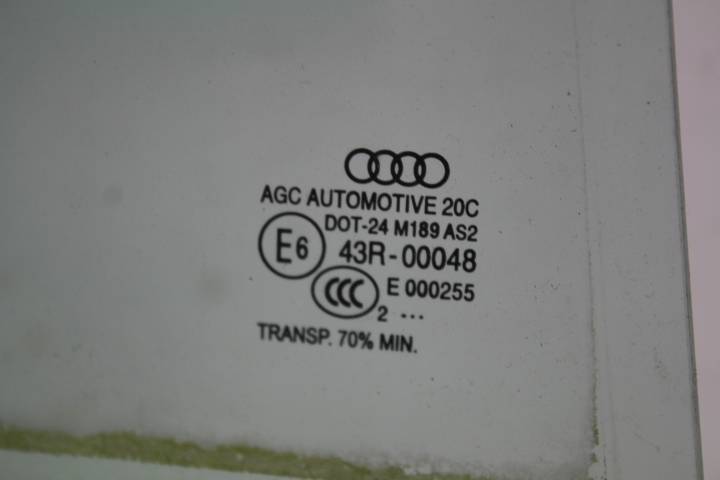 AGC AUTOMOTIVE 20C
DOT-24 M189 AS2
E6 43R-00048
CCC E 000255
2 ...
TRANSP. 70% MIN.